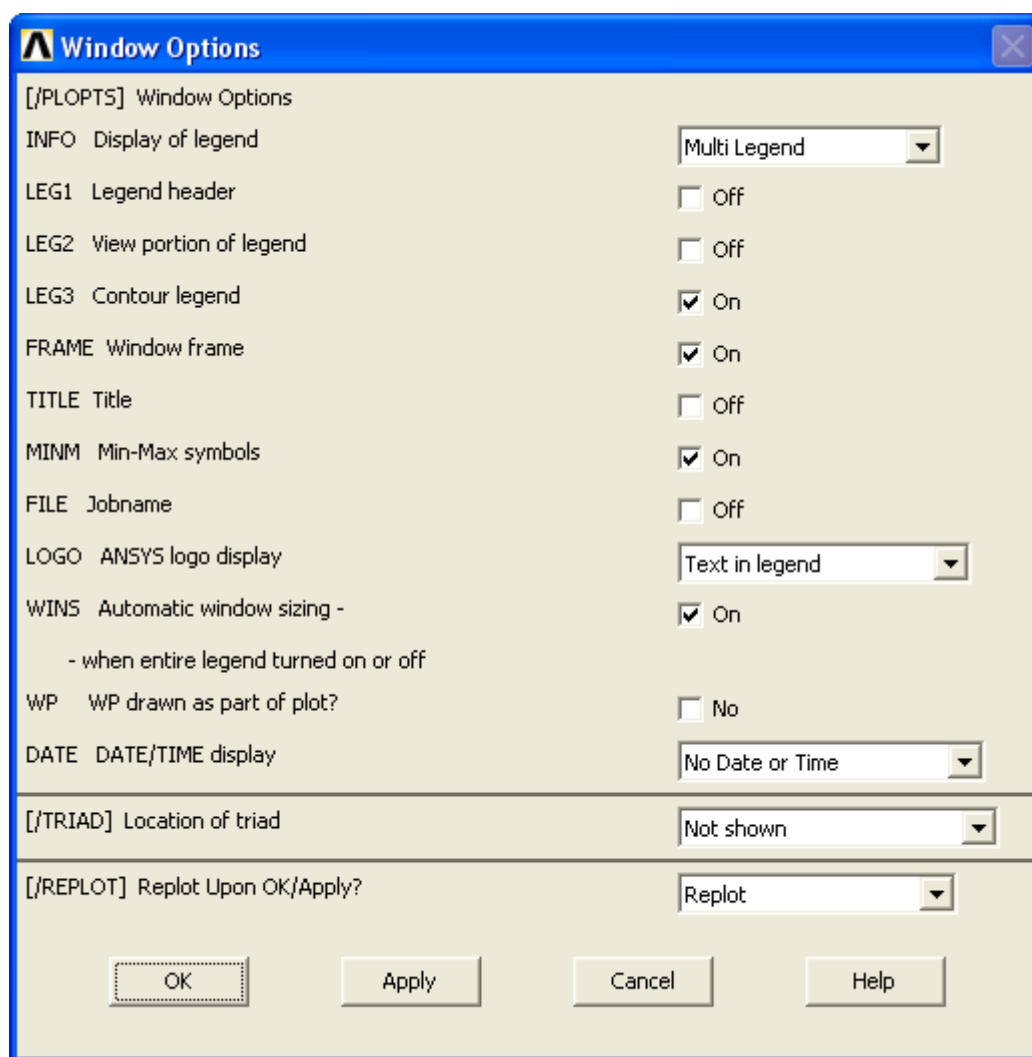 Window Options
[/PLOPTS] Window Options
INFO Display of legend Multi Legend
LEG1 Legend header Off
LEG2 View portion of legend Off
LEG3 Contour legend On
FRAME Window frame On
TITLE Title Off
MINM Min-Max symbols On
FILE Jobname Off
LOGO ANSYS logo display Text in legend
WINS Automatic window sizing - On
- when entire legend turned on or off
WP WP drawn as part of plot? No
DATE DATE/TIME display No Date or Time
[/TRIAD] Location of triad Not shown
[/REPLOT] Replot Upon OK/Apply? Replot
OK Apply Cancel Help